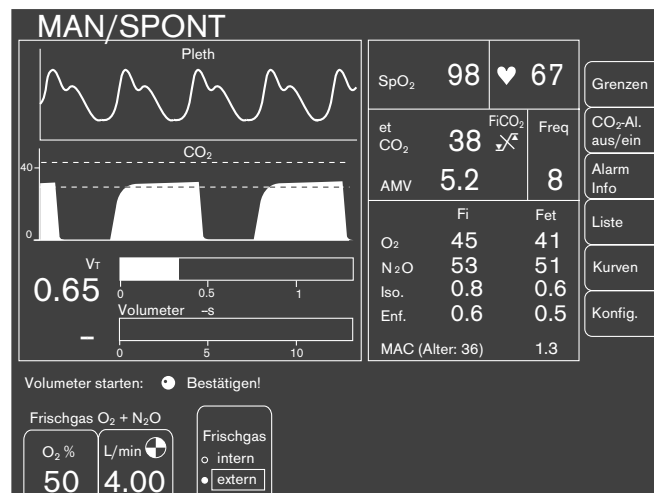 MAN/SPONT
Pleth
CO₂
40
0
VT
0.65
0 0.5 1
Volumeter –s
–
0 5 10
SpO₂ 98 ♥ 67
et CO₂ 38 FiCO₂ Freq
AMV 5.2 8
Fi Fet
O₂ 45 41
N₂O 53 51
Iso. 0.8 0.6
Enf. 0.6 0.5
MAC (Alter: 36) 1.3
Grenzen
CO₂-Al.
aus/ein
Alarm
Info
Liste
Kurven
Konfig.
Volumeter starten: Bestätigen!
Frischgas O₂ + N₂O
O₂ % L/min
50 4.00
Frischgas
intern
extern